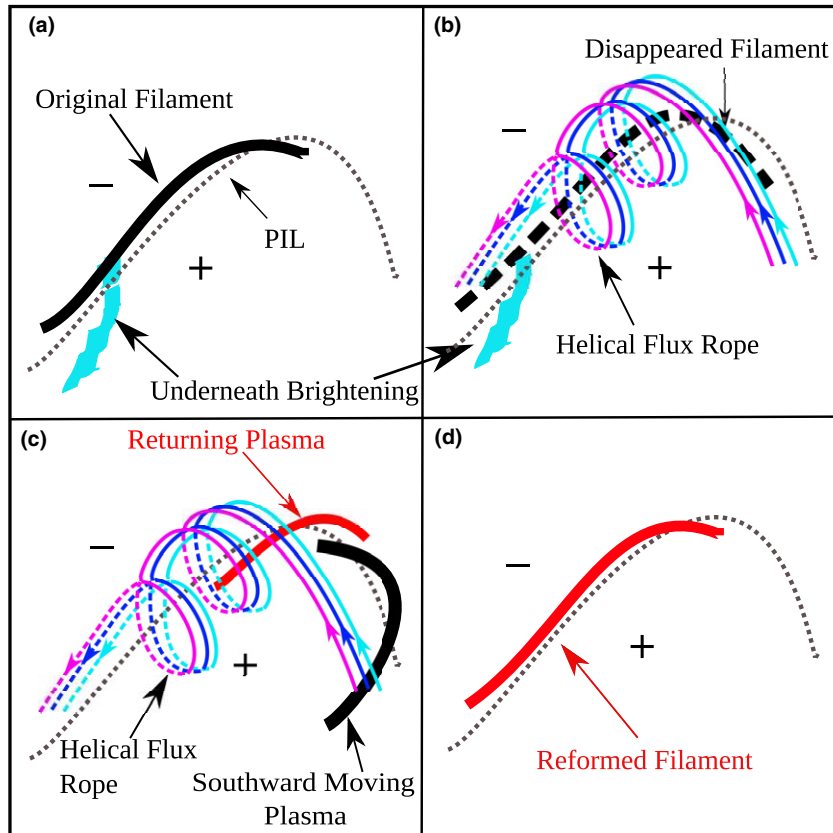 (a)
Original Filament
−
PIL
+
Underneath Brightening
(b)
Disappeared Filament
−
+
Helical Flux Rope
(c)
Returning Plasma
−
+
Helical Flux
Rope
Southward Moving
Plasma
(d)
−
+
Reformed Filament